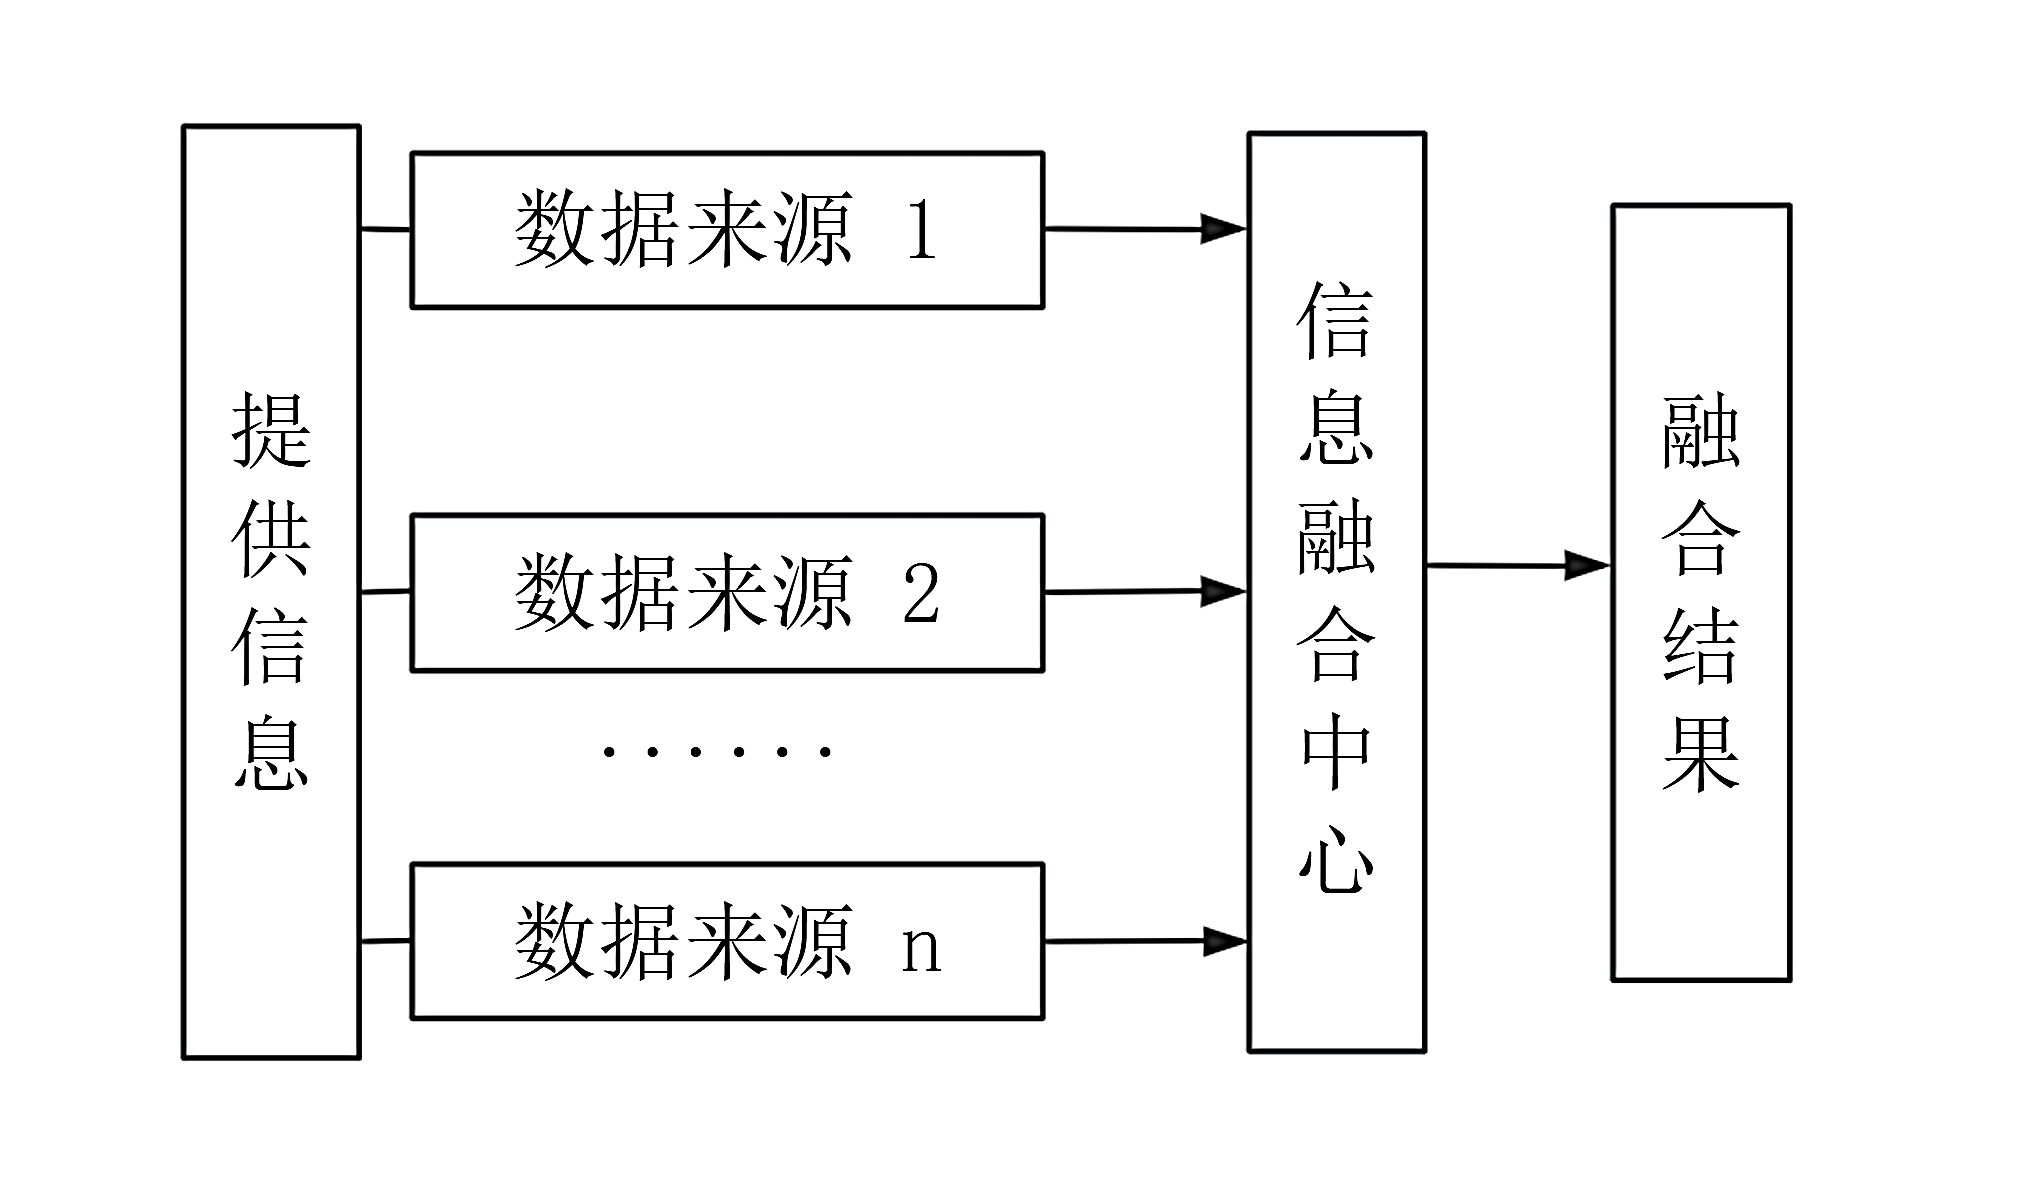 提供信息
数据来源 1
数据来源 2
······
数据来源 n
信息融合中心
融合结果